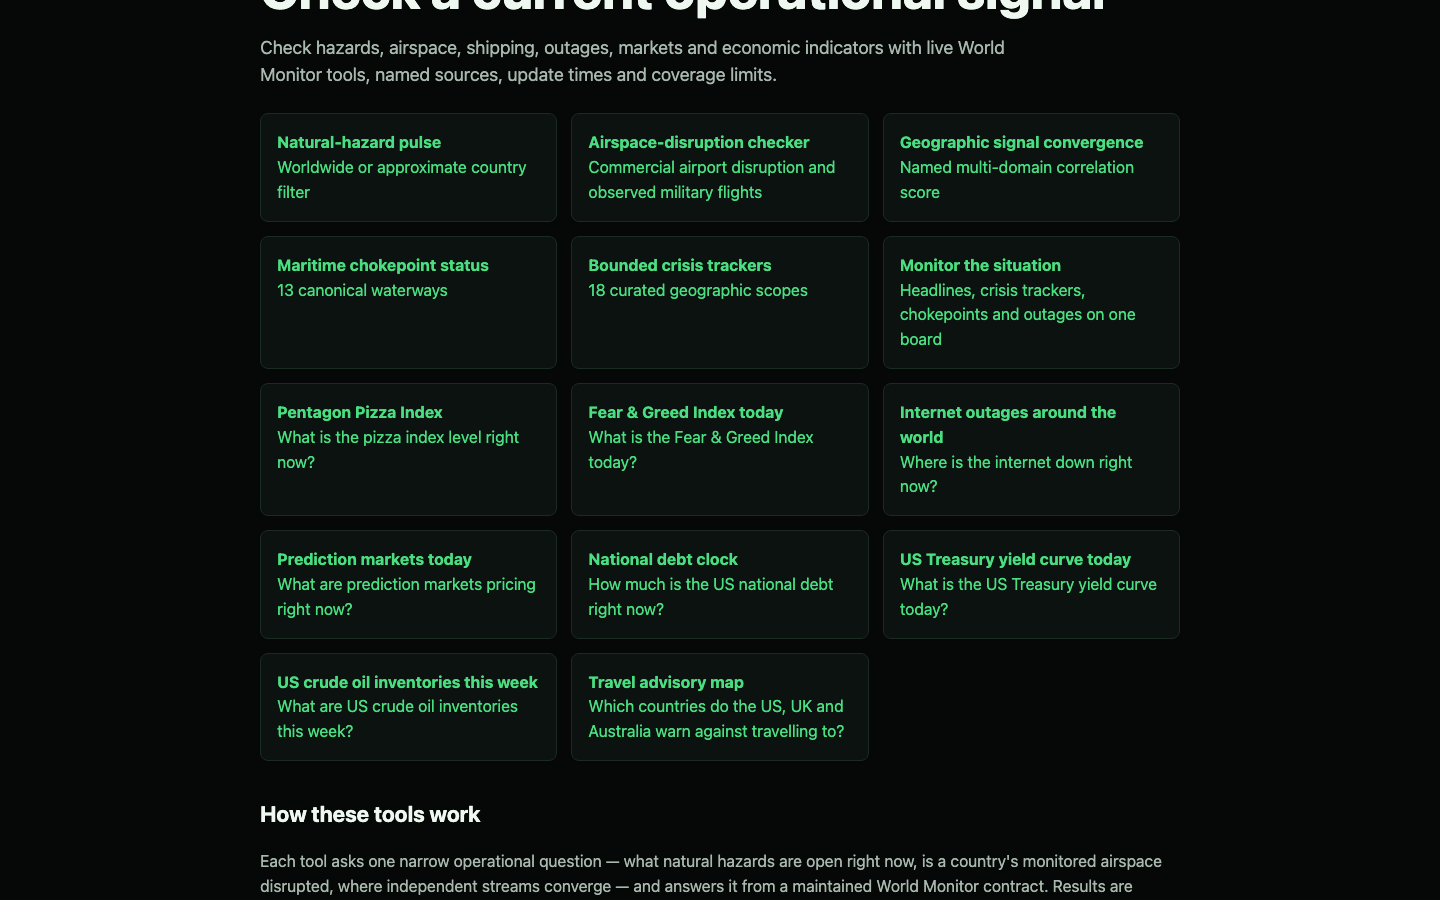 Check a current operational signal
Check hazards, airspace, shipping, outages, markets and economic indicators with live World
Monitor tools, named sources, update times and coverage limits.
Natural-hazard pulse
Worldwide or approximate country
filter
Airspace-disruption checker
Commercial airport disruption and
observed military flights
Geographic signal convergence
Named multi-domain correlation
score
Maritime chokepoint status
13 canonical waterways
Bounded crisis trackers
18 curated geographic scopes
Monitor the situation
Headlines, crisis trackers,
chokepoints and outages on one
board
Pentagon Pizza Index
What is the pizza index level right
now?
Fear & Greed Index today
What is the Fear & Greed Index
today?
Internet outages around the
world
Where is the internet down right
now?
Prediction markets today
What are prediction markets pricing
right now?
National debt clock
How much is the US national debt
right now?
US Treasury yield curve today
What is the US Treasury yield curve
today?
US crude oil inventories this week
What are US crude oil inventories
this week?
Travel advisory map
Which countries do the US, UK and
Australia warn against travelling to?
How these tools work
Each tool asks one narrow operational question — what natural hazards are open right now, is a country's monitored airspace
disrupted, where independent streams converge — and answers it from a maintained World Monitor contract. Results are